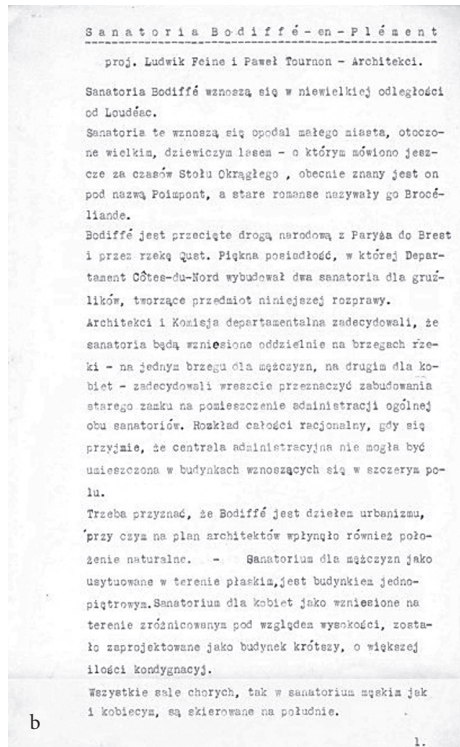 Sanatoria Bodiffé-en-Plément
proj. Ludwik Feine i Paweł Tournon - Architekci.
Sanatoria Bodiffé wznoszą się w niewielkiej odległości
od Loudéac.
Sanatoria te wznoszą się opodal małego miasta, otoczo-
ne wielkim, dziewiczym lasem - o którym mówiono jesz-
cze za czasów Stołu Okrągłego , obecnie znany jest on
pod nazwą Poimpont, a stare romanse nazywały go Brocé-
liande.
Bodiffé jest przecięte drogą narodową z Paryża do Brest
i przez rzekę Qust. Piękna posiadłość, w której Depar-
tament Côtes-du-Nord wybudował dwa sanatoria dla gruź-
lików, tworzące przedmiot niniejszej rozprawy.
Architekci i Komisja departamentalna zadecydowali, że
sanatoria będą wzniesione oddzielnie na brzegach rze-
ki - na jednym brzegu dla mężczyzn, na drugim dla ko-
biet - zadecydowali wreszcie przeznaczyć zabudowania
starego zamku na pomieszczenie administracji ogólnej
obu sanatoriów. Rozkład całości racjonalny, gdy się
przyjmie, że centrala administracyjna nie mogła być
umieszczona w budynkach wznoszących się w szczerym po-
lu.
Trzeba przyznać, że Bodiffé jest dziełem urbanizmu,
przy czym na plan architektów wpłynęło również poło-
żenie naturalne. - Sanatorium dla mężczyzn jako
usytuowane w terenie płaskim, jest budynkiem jedno-
piętrowym. Sanatorium dla kobiet jako wzniesione na
terenie zróżnicowanym pod względem wysokości, zosta-
ło zaprojektowane jako budynek krótszy, o większej
ilości kondygnacyj.
Wszystkie sale chorych, tak w sanatorium męskim jak
i kobiecym, są skierowane na południe.
b
1.